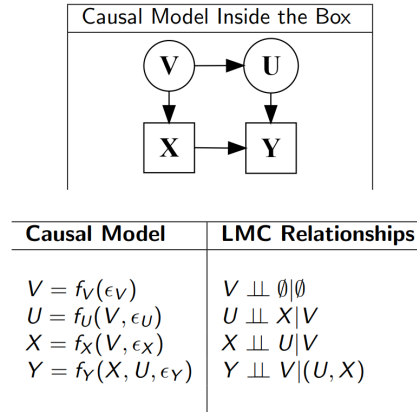 Causal Model Inside the Box
V U
X Y
Causal Model LMC Relationships
V = f_V(ϵ_V) V ⫫ ∅|∅
U = f_U(V, ϵ_U) U ⫫ X|V
X = f_X(V, ϵ_X) X ⫫ U|V
Y = f_Y(X, U, ϵ_Y) Y ⫫ V|(U, X)